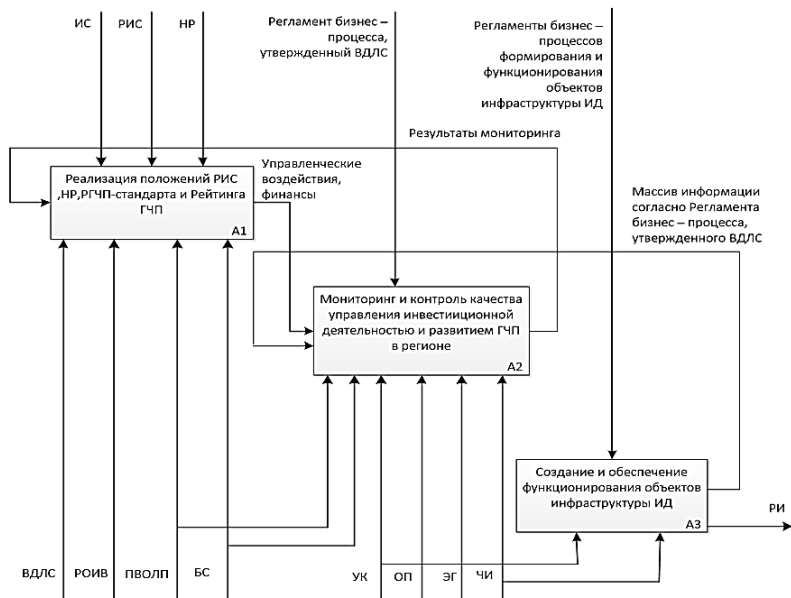 ИС
РИС
НР
Регламент бизнес –
процесса,
утвержденный ВДЛС
Регламенты бизнес –
процессов
формирования и
функционирования
объектов
инфраструктуры ИД
Результаты мониторинга
Реализация положений РИС
,НР,РГЧП-стандарта и Рейтинга
ГЧП
А1
Управленческие
воздействия,
финансы
Массив информации
согласно Регламента
бизнес – процесса,
утвержденного ВДЛС
Мониторинг и контроль качества
управления инвестииционной
деятельностью и развитием ГЧП
в регионе
А2
Создание и обеспечение
функционирования объектов
инфраструктуры ИД
А3
РИ
ВДЛС
РОИВ
ПВОЛП
БС
УК
ОП
ЭГ
ЧИ